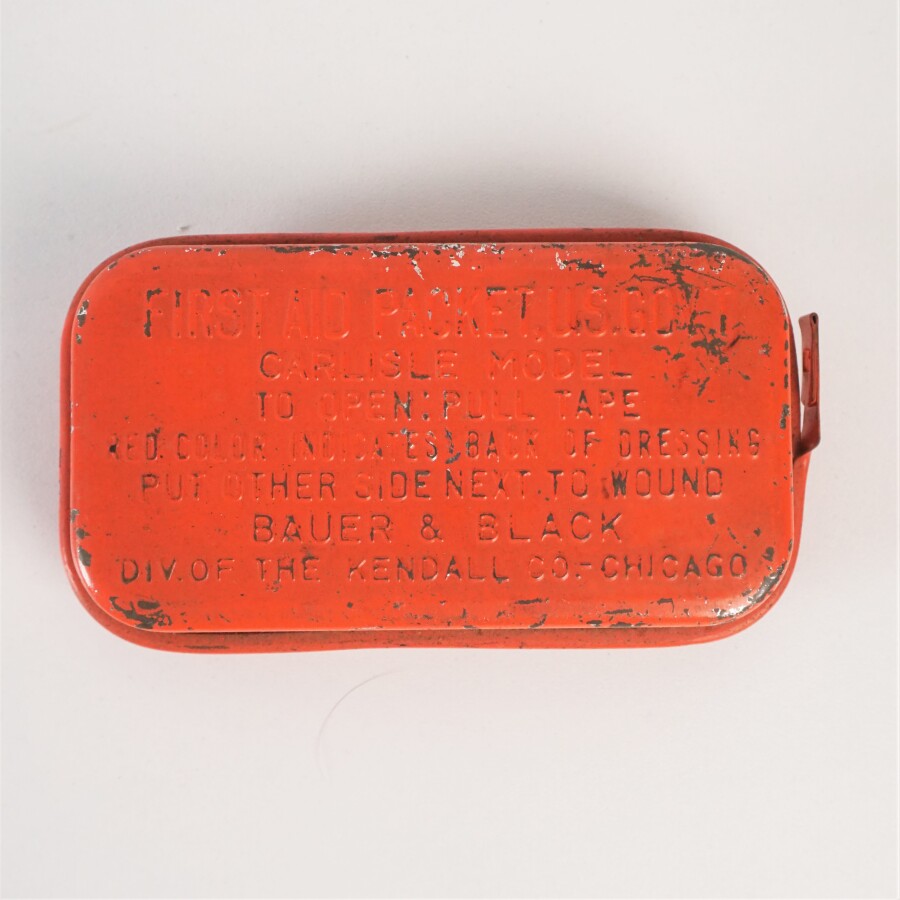 FIRST AID PACKET, U.S. GOV'T
CARLISLE MODEL
TO OPEN: PULL TAPE
RED COLOR INDICATES BACK OF DRESSING
PUT OTHER SIDE NEXT TO WOUND
BAUER & BLACK
DIV. OF THE KENDALL CO.-CHICAGO